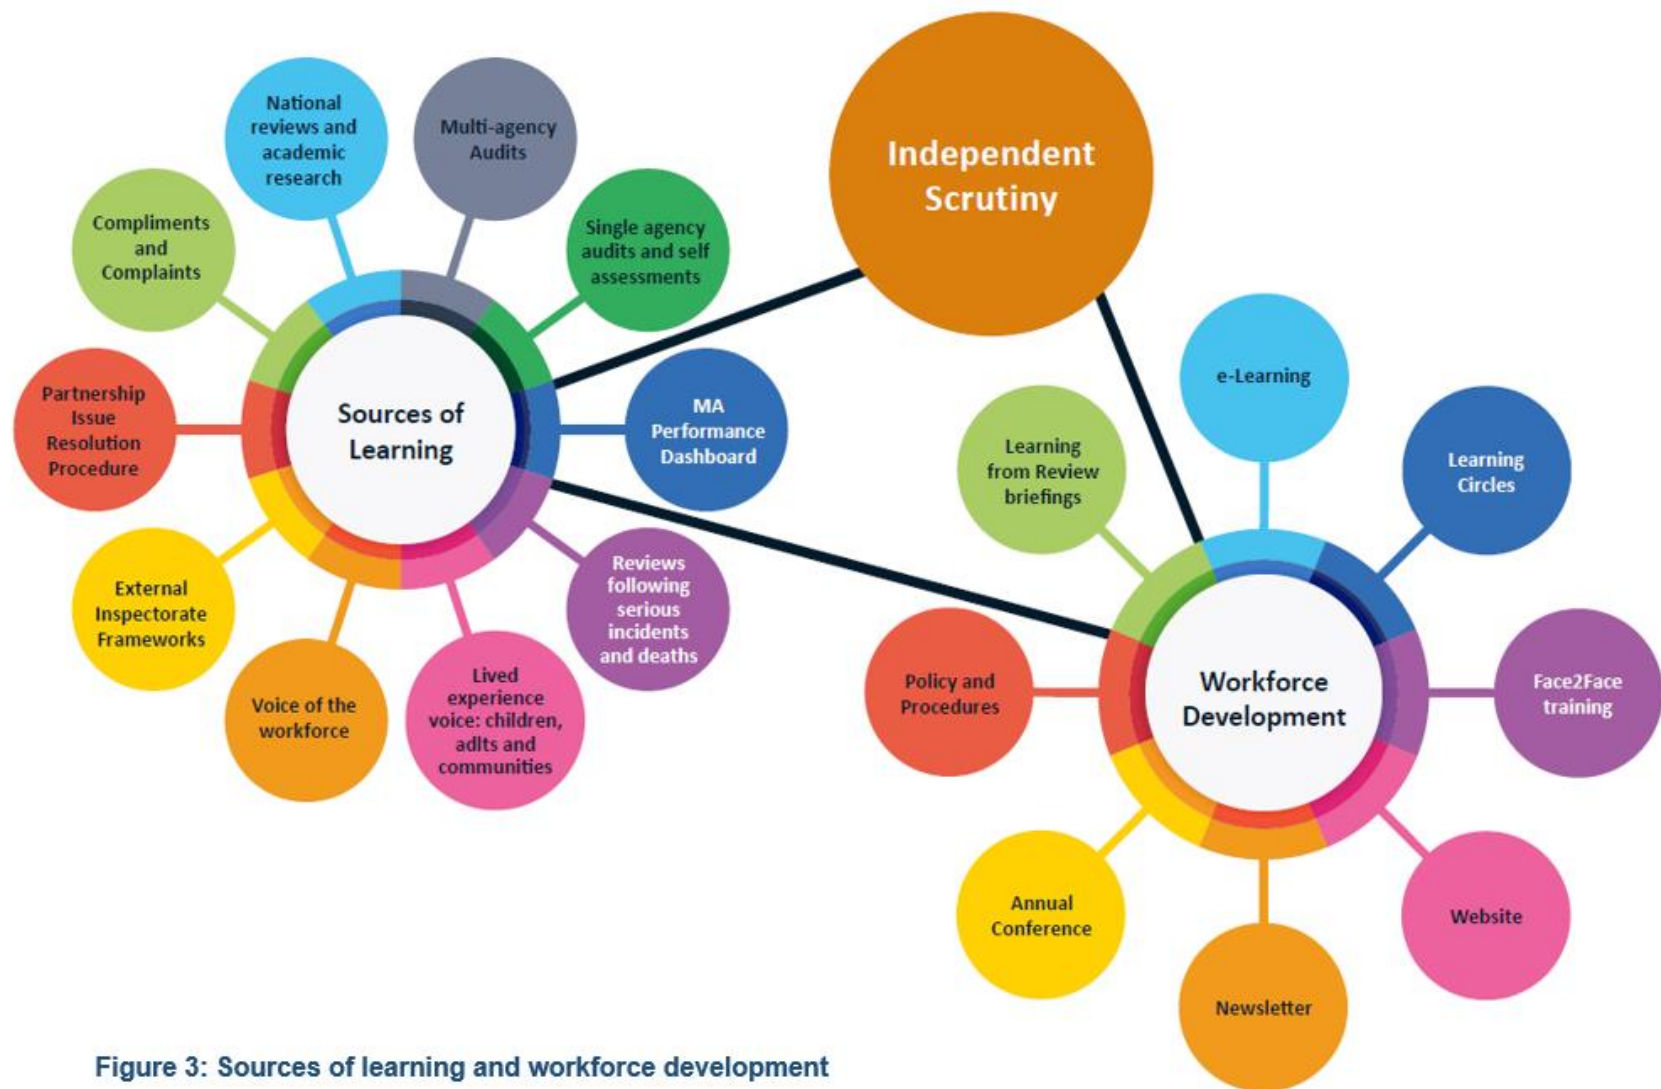 Independent
Scrutiny
National
reviews and
academic
research
Multi-agency
Audits
Compliments
and
Complaints
Single agency
audits and self
assessments
Partnership
Issue
Resolution
Procedure
Sources of
Learning
MA
Performance
Dashboard
External
Inspectorate
Frameworks
Voice of the
workforce
Lived
experience
voice: children,
adlts and
communities
Reviews
following
serious
incidents
and deaths
e-Learning
Learning
from Review
briefings
Learning
Circles
Policy and
Procedures
Workforce
Development
Face2Face
training
Annual
Conference
Newsletter
Website
Figure 3: Sources of learning and workforce development